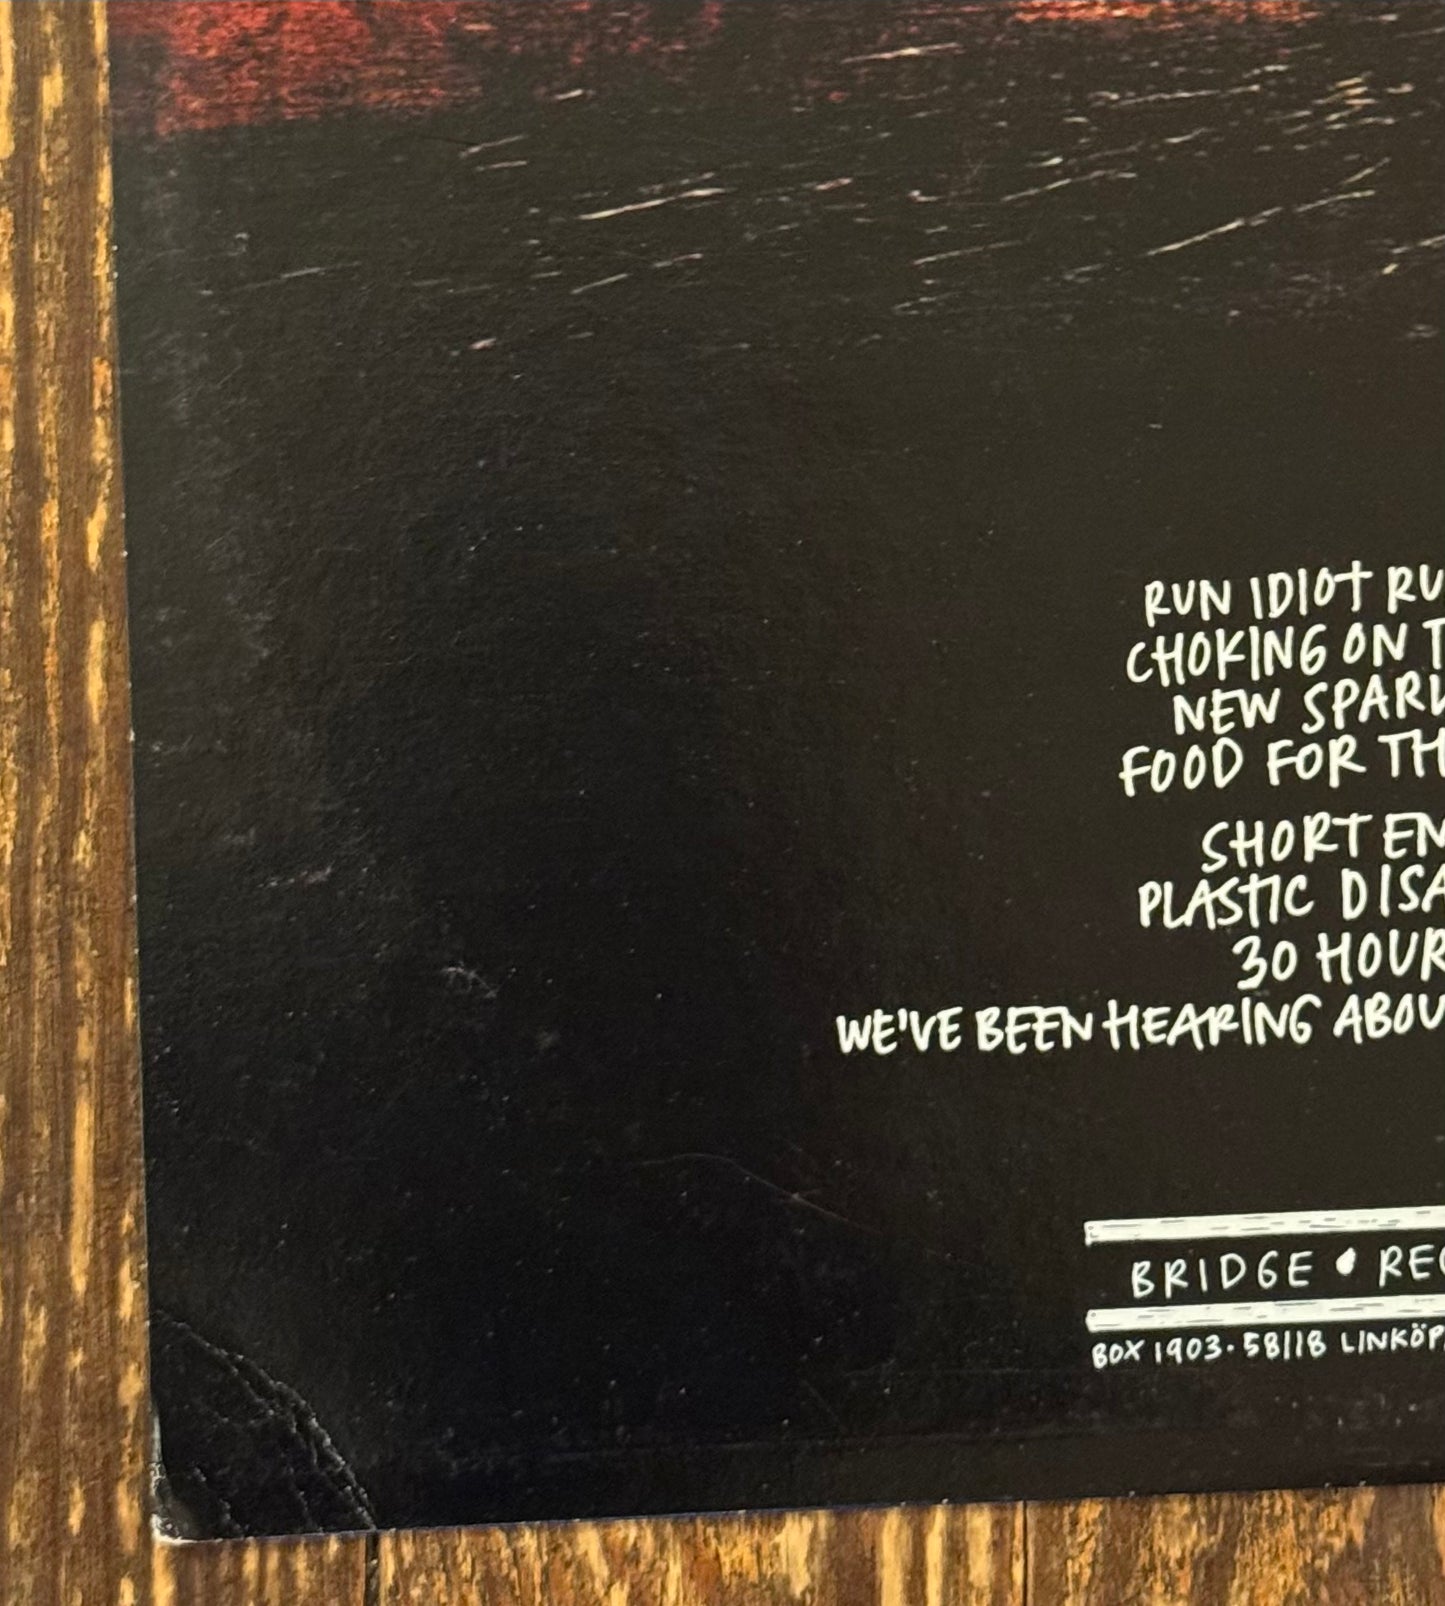 RUN IDIOT RU
CHOKING ON T
NEW SPARK
FOOD FOR TH
SHORT EN
PLASTIC DISA
30 HOUR
WE'VE BEEN HEARING ABOU
BRIDGE • REC
BOX 1903 · 58118 LINKÖP